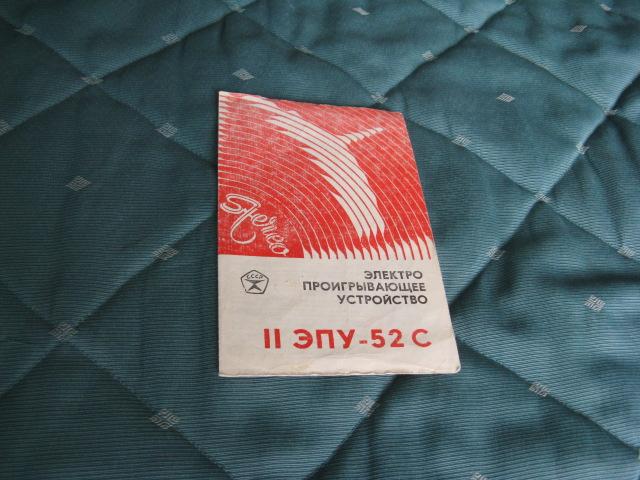 Stereo
СССР
ЭЛЕКТРО
ПРОИГРЫВАЮЩЕЕ
УСТРОЙСТВО
II ЭПУ-52 С